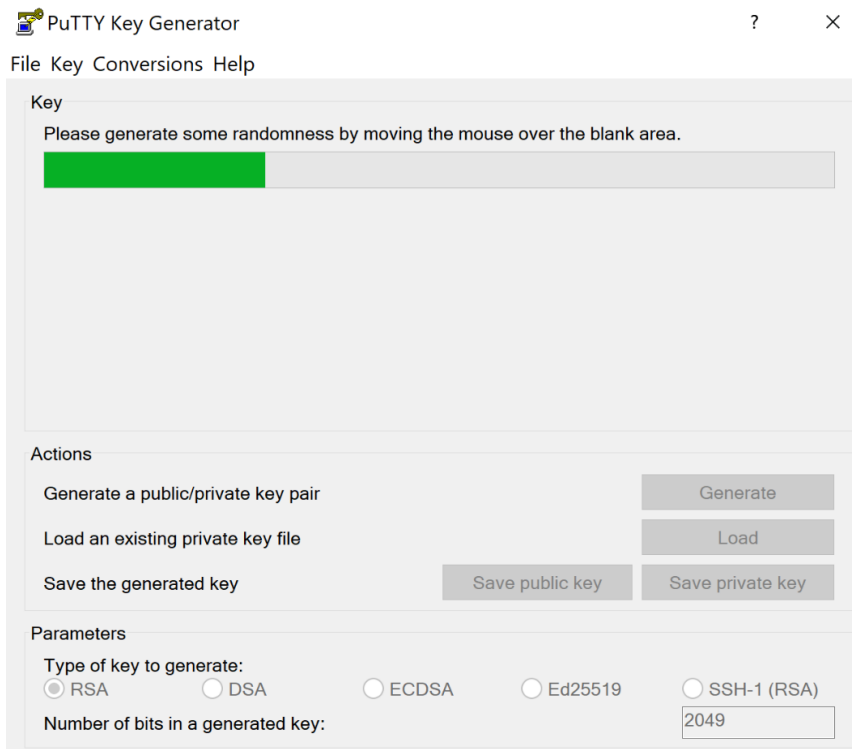 PuTTY Key Generator
?
File Key Conversions Help
Key
Please generate some randomness by moving the mouse over the blank area.
Actions
Generate a public/private key pair Generate
Load an existing private key file Load
Save the generated key Save public key Save private key
Parameters
Type of key to generate:
RSA DSA ECDSA Ed25519 SSH-1 (RSA)
Number of bits in a generated key: 2049